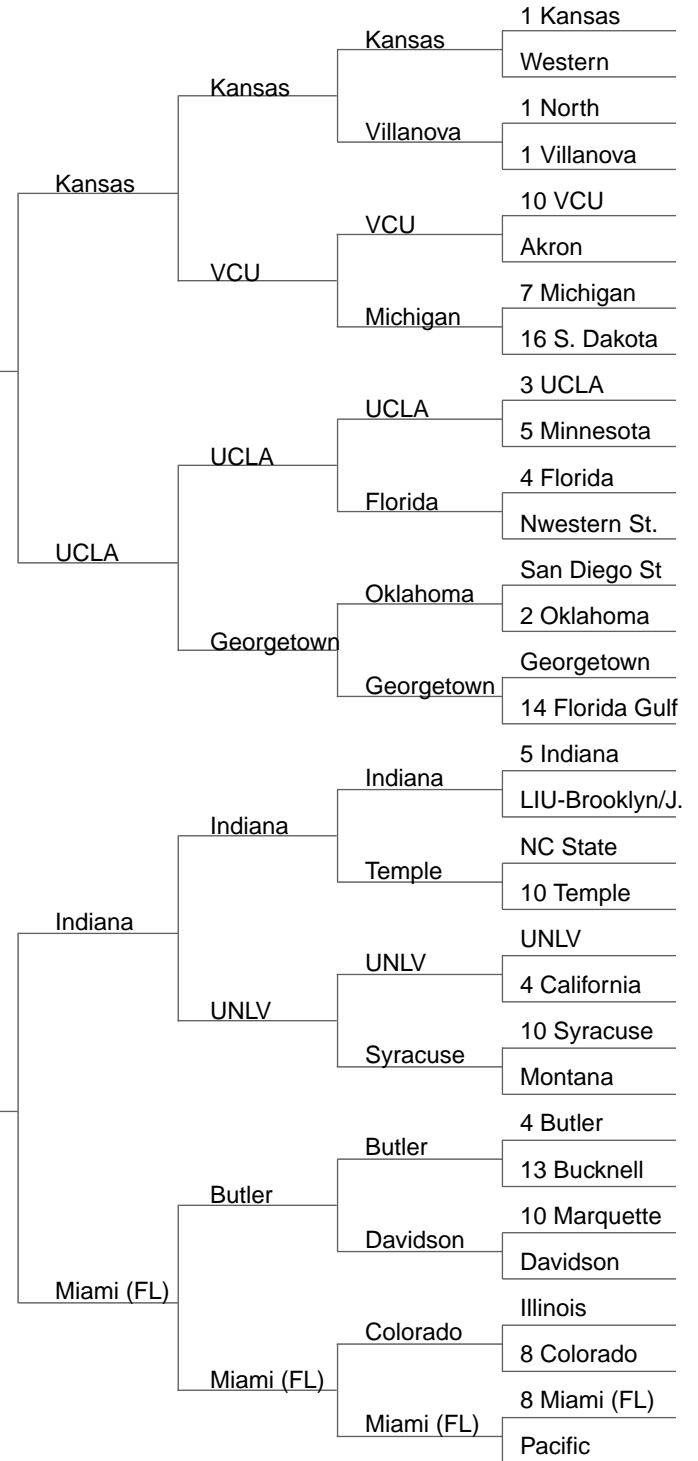 1 Kansas
Kansas
Western
Kansas
1 North
Villanova
1 Villanova
Kansas
10 VCU
VCU
Akron
VCU
7 Michigan
Michigan
16 S. Dakota
3 UCLA
UCLA
5 Minnesota
UCLA
4 Florida
Florida
Nwestern St.
UCLA
San Diego St
Oklahoma
2 Oklahoma
Georgetown
Georgetown
Georgetown
14 Florida Gulf
5 Indiana
Indiana
LIU-Brooklyn/J.
Indiana
NC State
Temple
10 Temple
Indiana
UNLV
UNLV
4 California
UNLV
10 Syracuse
Syracuse
Montana
4 Butler
Butler
13 Bucknell
Butler
10 Marquette
Davidson
Davidson
Miami (FL)
Illinois
Colorado
8 Colorado
Miami (FL)
8 Miami (FL)
Miami (FL)
Pacific